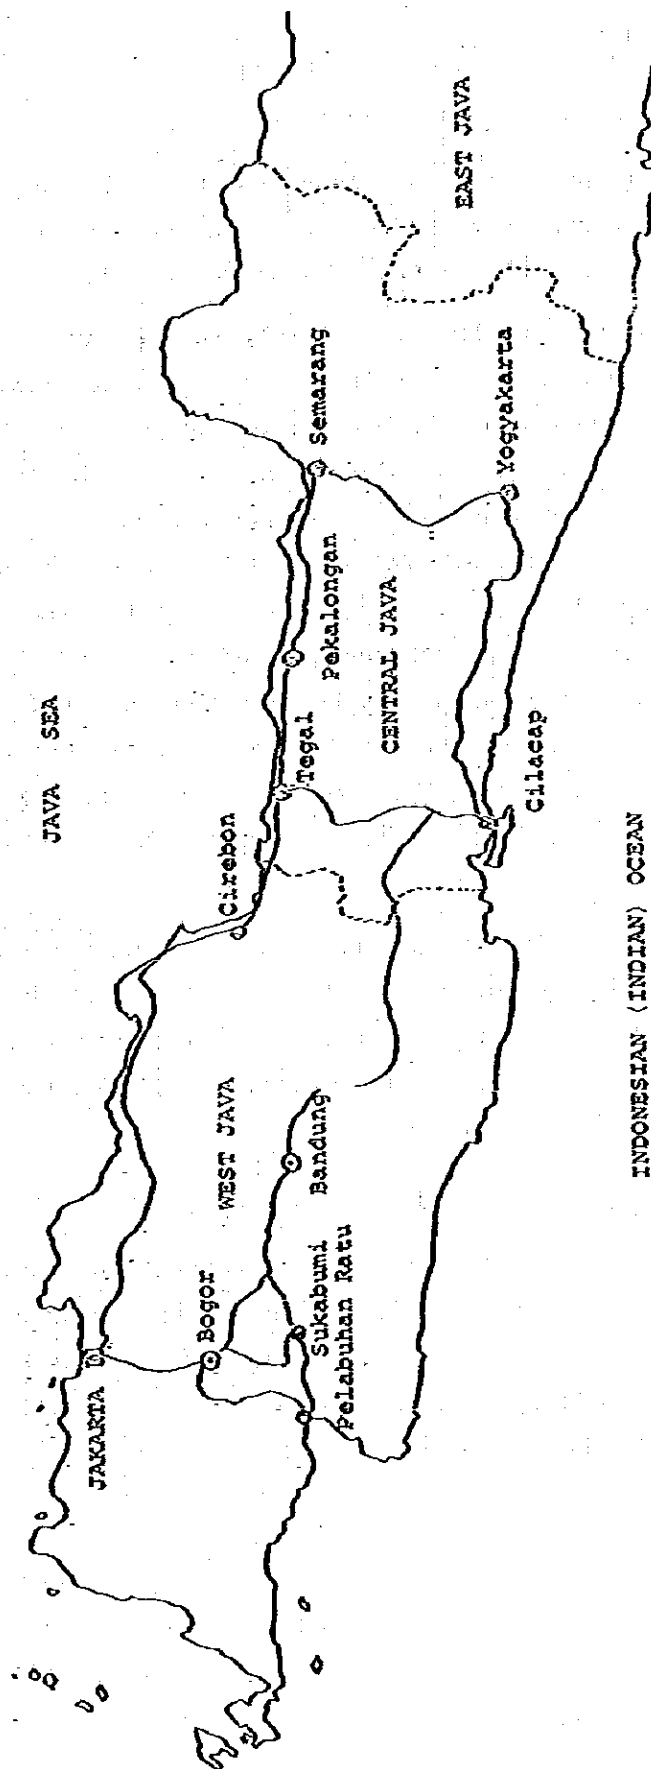 JAVA SEA
JAKARTA
Bogor
WEST JAVA
Sukabumi
Pelabuhan Ratu
Bandung
Cirebon
Tegal
Pekalongan
Semarang
CENTRAL JAVA
Cilacap
Yogyakarta
EAST JAVA
INDONESIAN (INDIAN) OCEAN